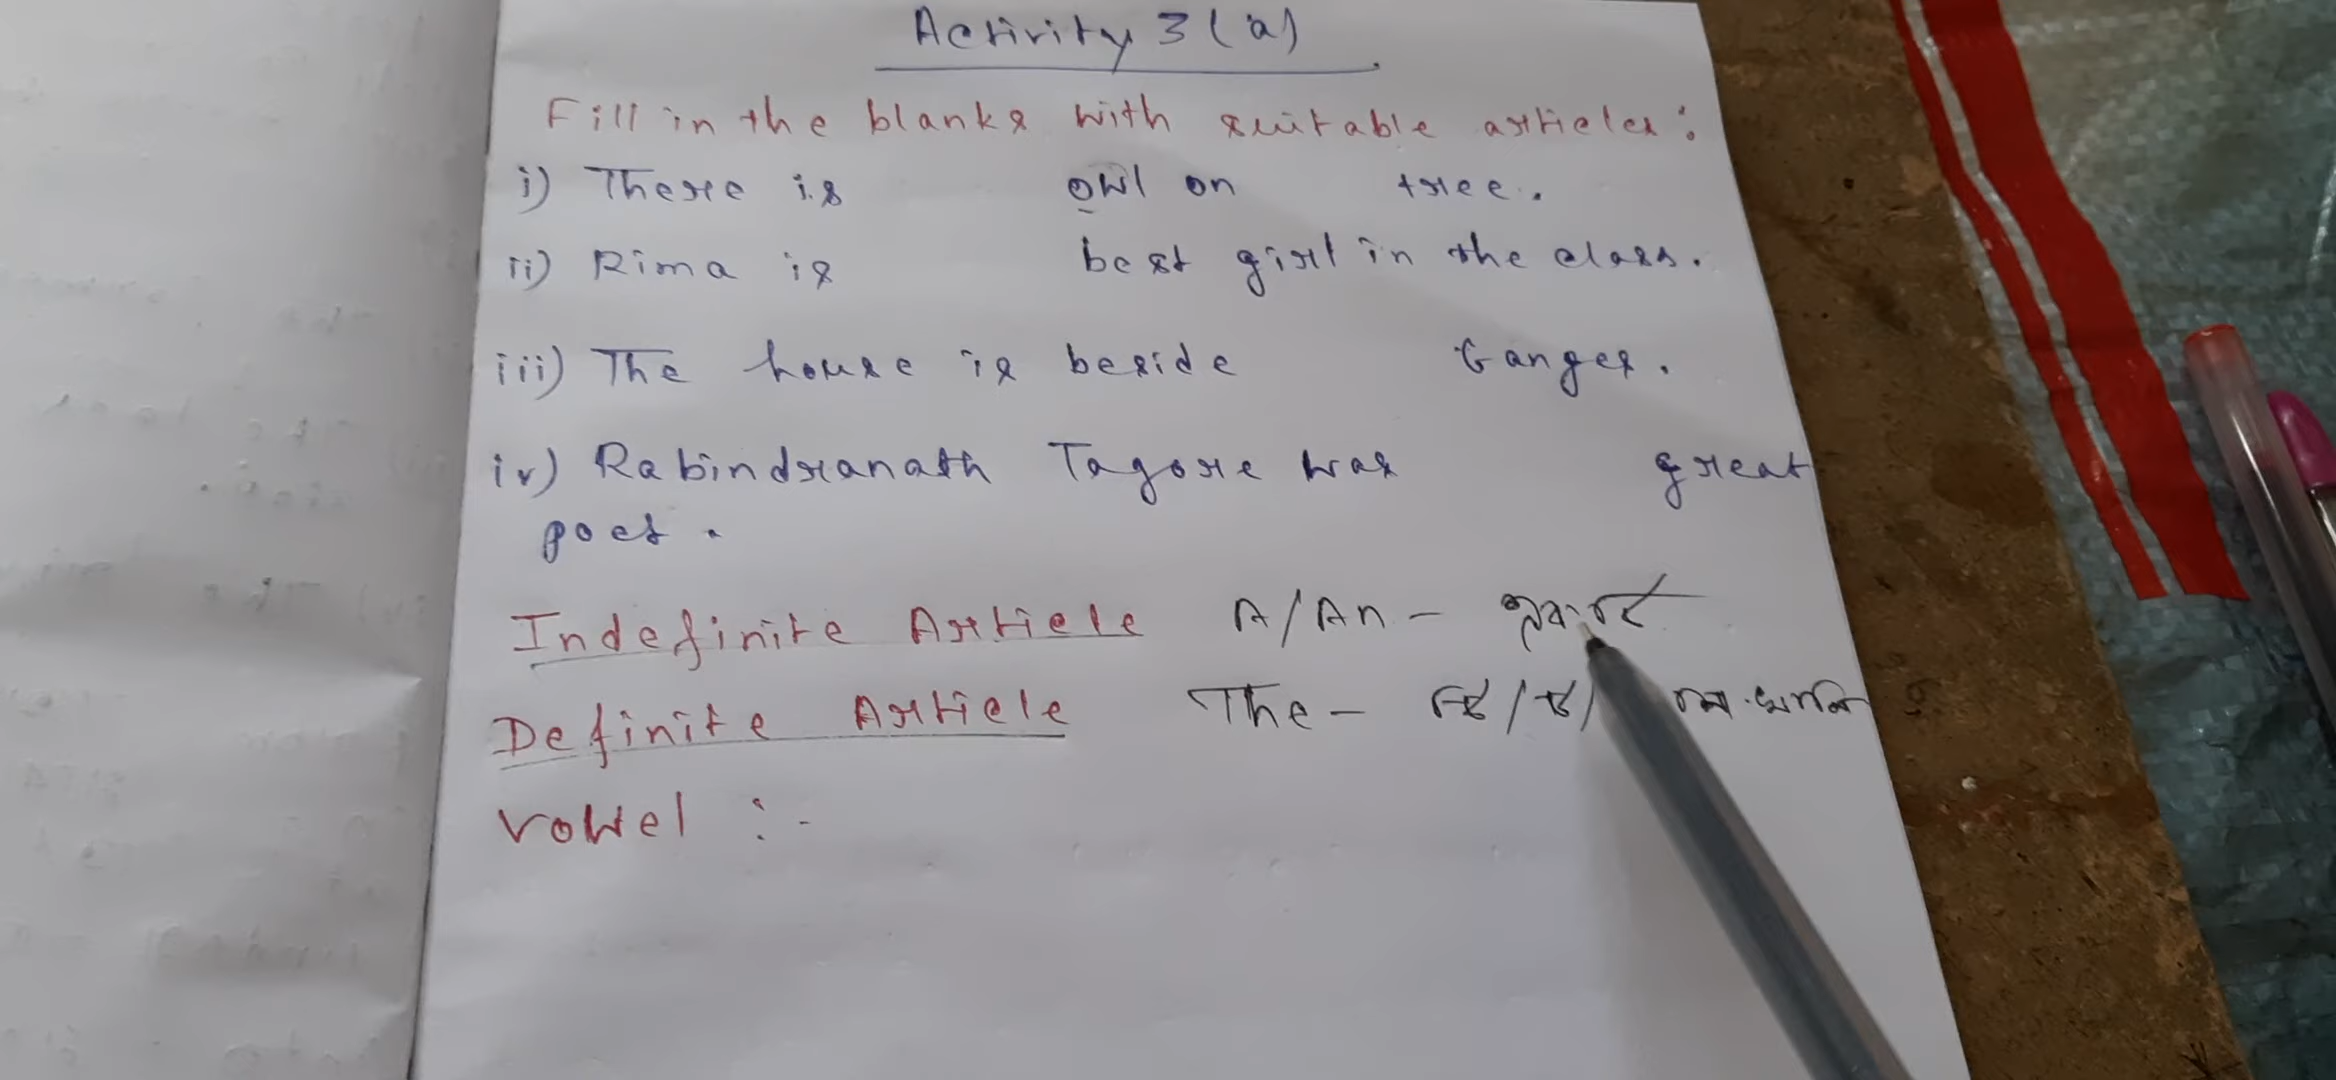 Activity 3 (a)
Fill in the blanks with suitable articles :
i) There is owl on tree.
ii) Rima is best girl in the class.
iii) The house is beside Ganges.
iv) Rabindranath Tagore was great
poet.
Indefinite Article A/An - একটি
Definite Article The - টি/টা/
Vowel :-